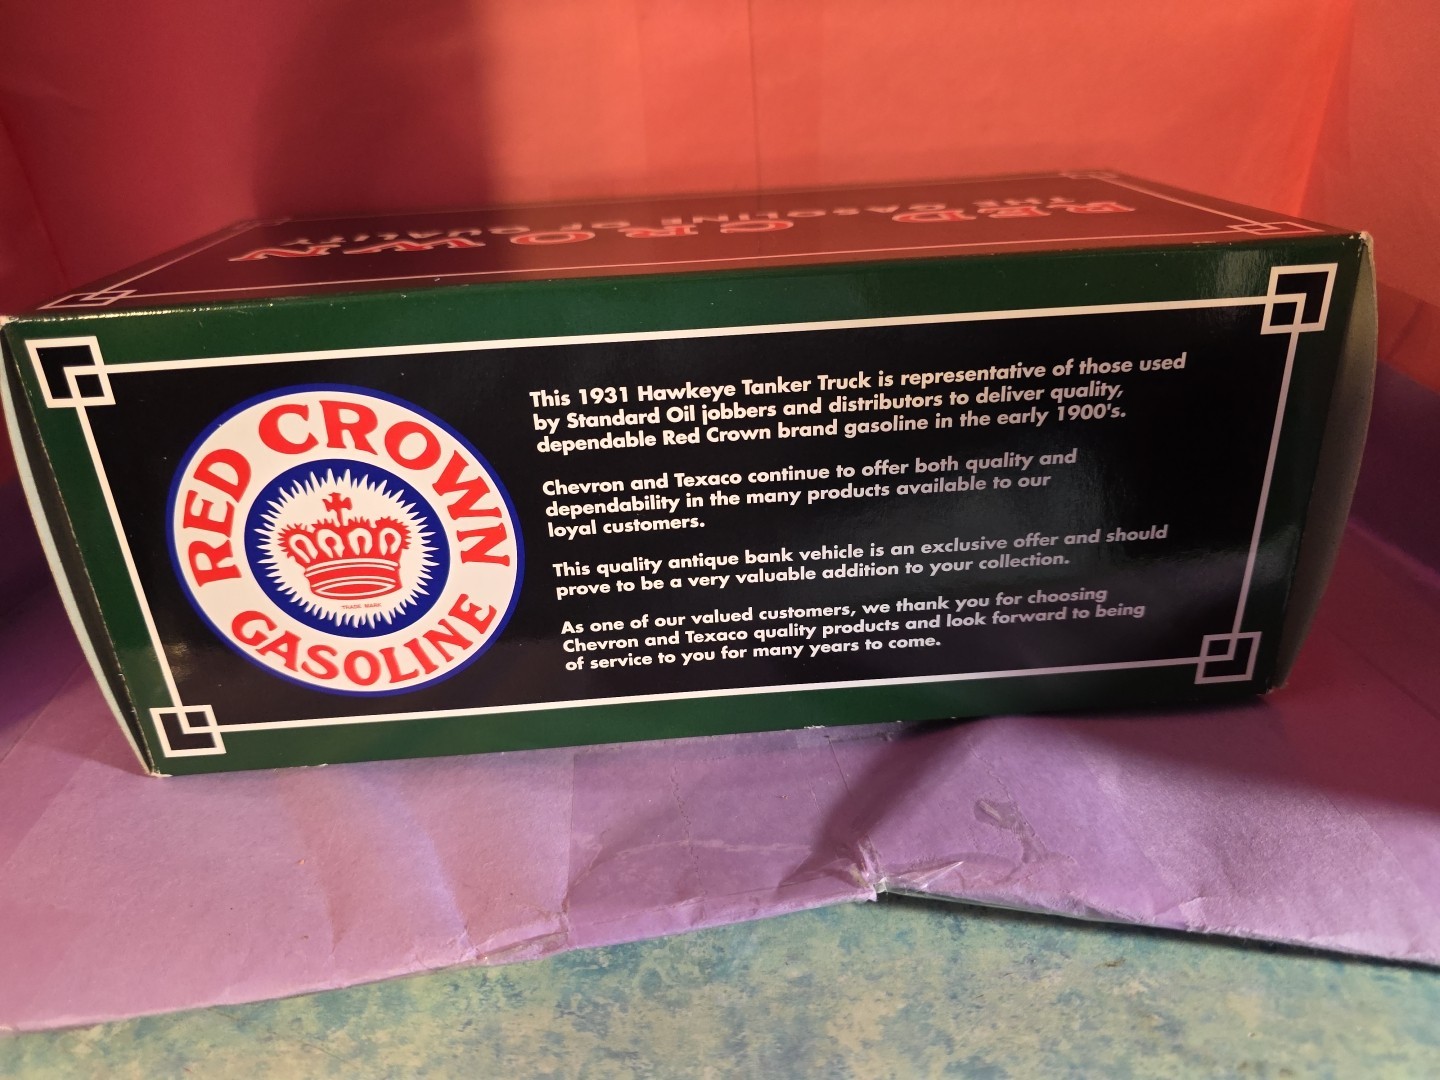 RED CROWN
THE GASOLINE OF QUALITY
RED CROWN
GASOLINE
TRADE MARK
This 1931 Hawkeye Tanker Truck is representative of those used
by Standard Oil jobbers and distributors to deliver quality,
dependable Red Crown brand gasoline in the early 1900's.
Chevron and Texaco continue to offer both quality and
dependability in the many products available to our
loyal customers.
This quality antique bank vehicle is an exclusive offer and should
prove to be a very valuable addition to your collection.
As one of our valued customers, we thank you for choosing
Chevron and Texaco quality products and look forward to being
of service to you for many years to come.